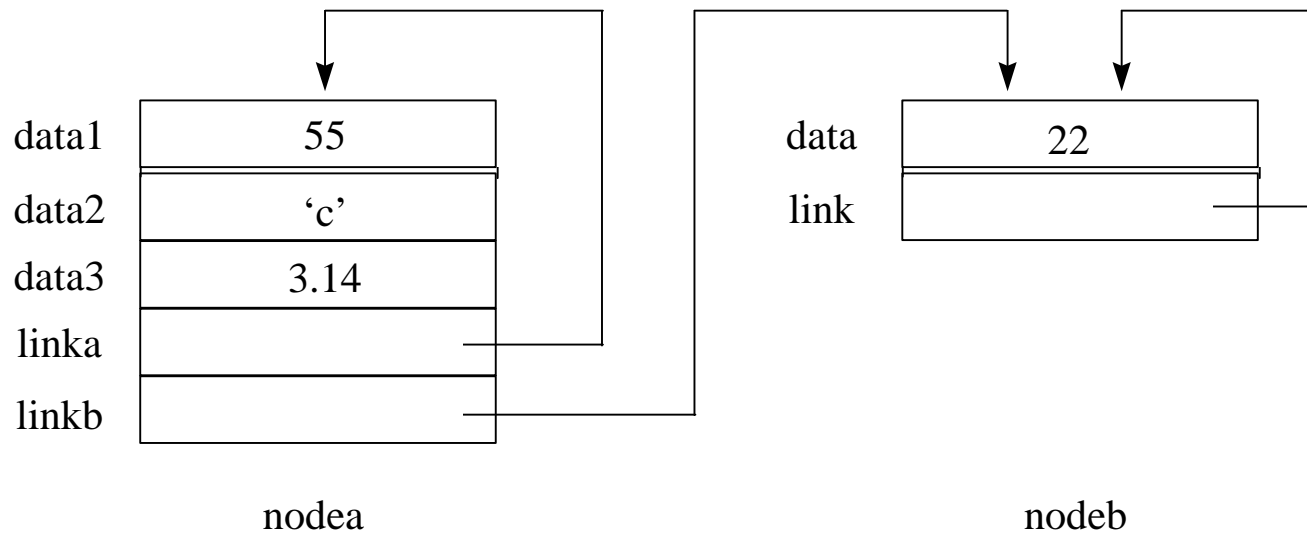 data1 55
data2 ‘c’
data3 3.14
linka
linkb
nodea
data 22
link
nodeb